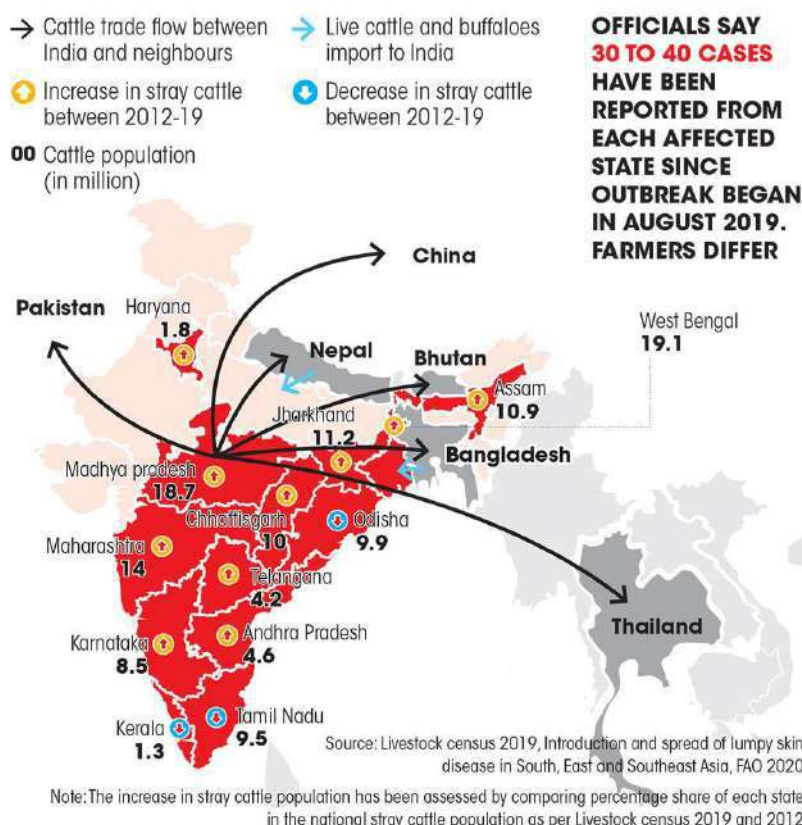 Cattle trade flow between
India and neighbours
Live cattle and buffaloes
import to India
Increase in stray cattle
between 2012-19
Decrease in stray cattle
between 2012-19
00 Cattle population
(in million)
OFFICIALS SAY
30 TO 40 CASES
HAVE BEEN
REPORTED FROM
EACH AFFECTED
STATE SINCE
OUTBREAK BEGAN
IN AUGUST 2019.
FARMERS DIFFER
China
Pakistan
Haryana
1.8
Nepal
Bhutan
West Bengal
19.1
Assam
10.9
Jharkhand
11.2
Bangladesh
Madhya pradesh
18.7
Chhattisgarh
10
Odisha
9.9
Maharashtra
14
Telangana
4.2
Thailand
Karnataka
8.5
Andhra Pradesh
4.6
Kerala
1.3
Tamil Nadu
9.5
Source: Livestock census 2019, Introduction and spread of lumpy skin
disease in South, East and Southeast Asia, FAO 2020
Note: The increase in stray cattle population has been assessed by comparing percentage share of each state
in the national stray cattle population as per Livestock census 2019 and 2012